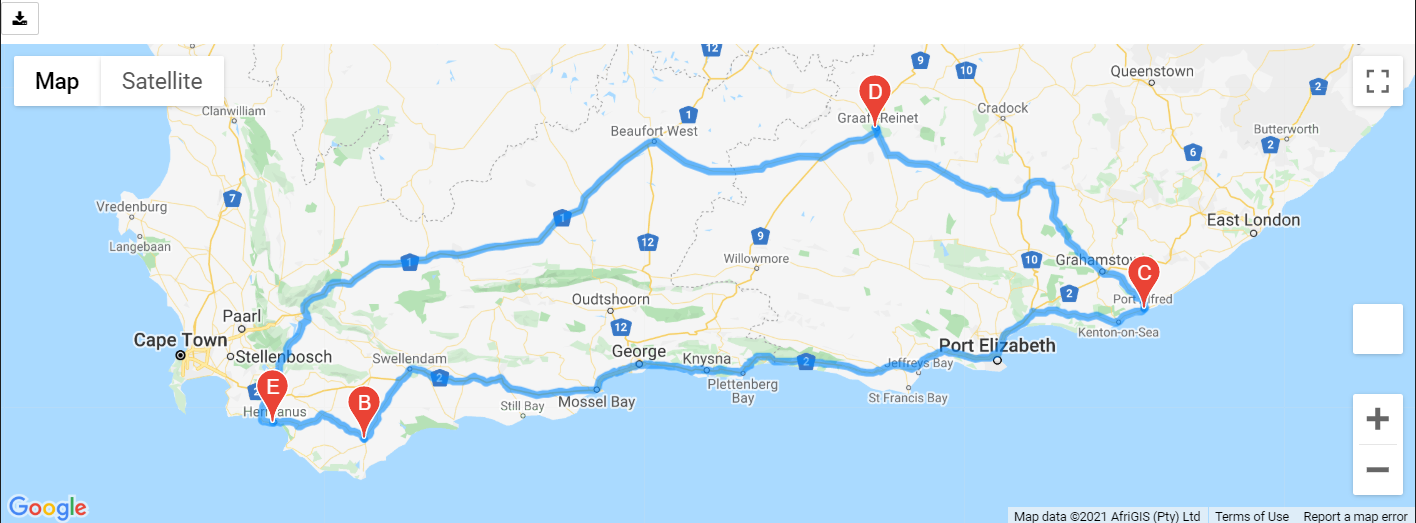 Map
Satellite
12
9
10
Queenstown
2
Clanwilliam
1
D
Graaff-Reinet
Cradock
Beaufort West
Butterworth
2
6
7
Vredenburg
Langebaan
1
East London
12
9
Willowmore
1
10
Grahamstown
C
2
Port Alfred
Kenton-on-Sea
Oudtshoorn
12
Paarl
Cape Town
Stellenbosch
Swellendam
George
Knysna
2
Port Elizabeth
Jeffreys Bay
2
Plettenberg
Bay
St Francis Bay
2
E
B
Hermanus
Still Bay
Mossel Bay
Google
Map data ©2021 AfriGIS (Pty) Ltd
Terms of Use
Report a map error